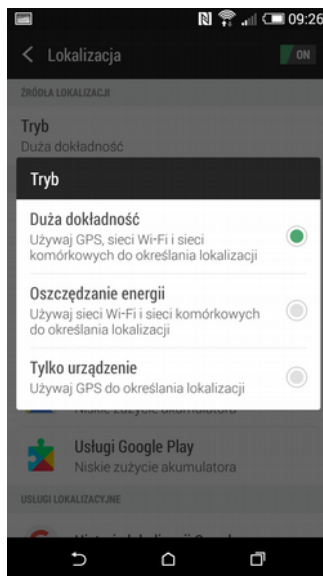 09:26
Lokalizacja
ON
ŹRÓDŁA LOKALIZACJI
Tryb
Duża dokładność
Tryb
Duża dokładność
Używaj GPS, sieci Wi-Fi i sieci
komórkowych do określania lokalizacji
Oszczędzanie energii
Używaj sieci Wi-Fi i sieci komórkowych
do określania lokalizacji
Tylko urządzenie
Używaj GPS do określania lokalizacji
Niskie zużycie akumulatora
Usługi Google Play
Niskie zużycie akumulatora
USŁUGI LOKALIZACYJNE